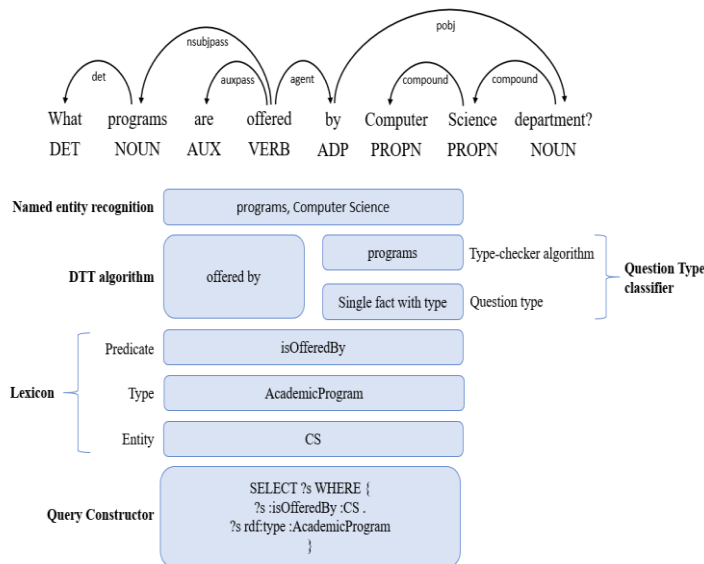 pobj
nsubjpass
det
auxpass
agent
compound
compound
What programs are offered by Computer Science department?
DET NOUN AUX VERB ADP PROPN PROPN NOUN
Named entity recognition
programs, Computer Science
DTT algorithm
offered by
programs
Type-checker algorithm
Single fact with type
Question type
Question Type
classifier
Lexicon
Predicate
isOfferedBy
Type
AcademicProgram
Entity
CS
Query Constructor
SELECT ?s WHERE {
?s :isOfferedBy :CS .
?s rdf:type :AcademicProgram
}